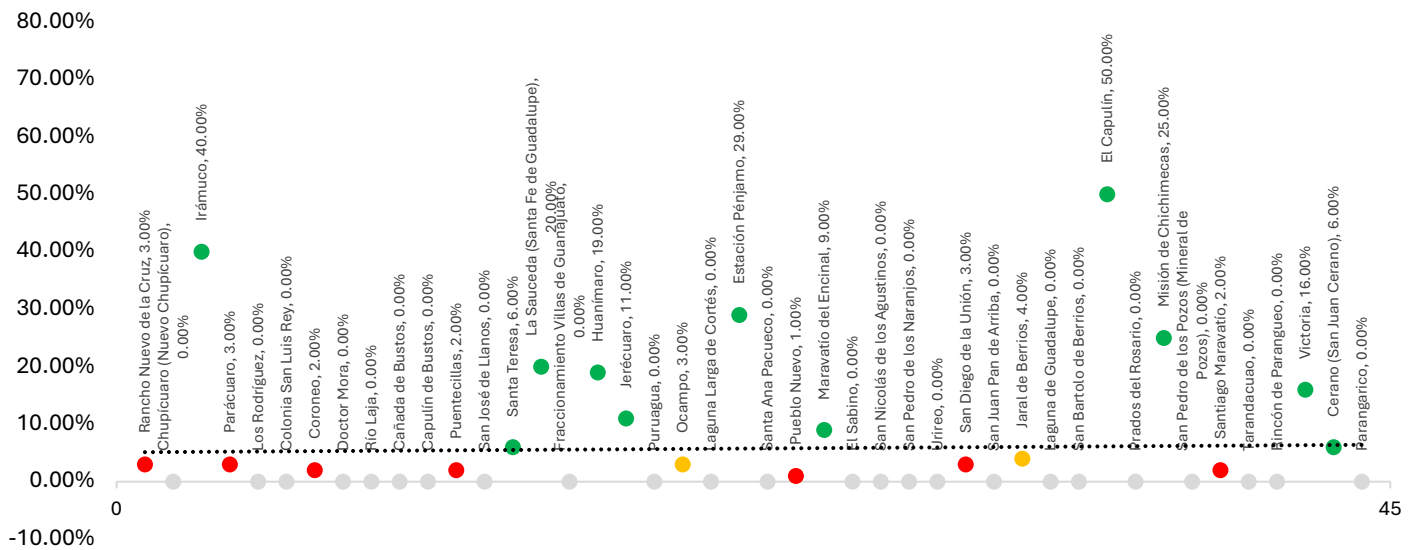 80.00%
70.00%
60.00%
50.00%
40.00%
30.00%
20.00%
10.00%
0.00%
-10.00%
0
45
Rancho Nuevo de la Cruz, 3.00%
Chupícuaro (Nuevo Chupícuaro),
0.00%
Irámuco, 40.00%
Parácuaro, 3.00%
Los Rodríguez, 0.00%
Colonia San Luis Rey, 0.00%
Coroneo, 2.00%
Doctor Mora, 0.00%
Río Laja, 0.00%
Cañada de Bustos, 0.00%
Capulín de Bustos, 0.00%
Puentecillas, 2.00%
San José de Llanos, 0.00%
Santa Teresa, 6.00%
La Sauceda (Santa Fe de Guadalupe),
20.00%
Fraccionamiento Villas de Guanajuato,
0.00%
Huanímaro, 19.00%
Jerécuaro, 11.00%
Puruagua, 0.00%
Ocampo, 3.00%
Laguna Larga de Cortés, 0.00%
Estación Pénjamo, 29.00%
Santa Ana Pacueco, 0.00%
Pueblo Nuevo, 1.00%
Maravatío del Encinal, 9.00%
El Sabino, 0.00%
San Nicolás de los Agustinos, 0.00%
San Pedro de los Naranjos, 0.00%
Urireo, 0.00%
San Diego de la Unión, 3.00%
San Juan Pan de Arriba, 0.00%
Jaral de Berrios, 4.00%
Laguna de Guadalupe, 0.00%
San Bartolo de Berrios, 0.00%
El Capulín, 50.00%
Prados del Rosario, 0.00%
Misión de Chichimecas, 25.00%
San Pedro de los Pozos (Mineral de
Pozos), 0.00%
Santiago Maravatío, 2.00%
Tarandacuao, 0.00%
Rincón de Parangueo, 0.00%
Victoria, 16.00%
Cerano (San Juan Cerano), 6.00%
Parangarico, 0.00%